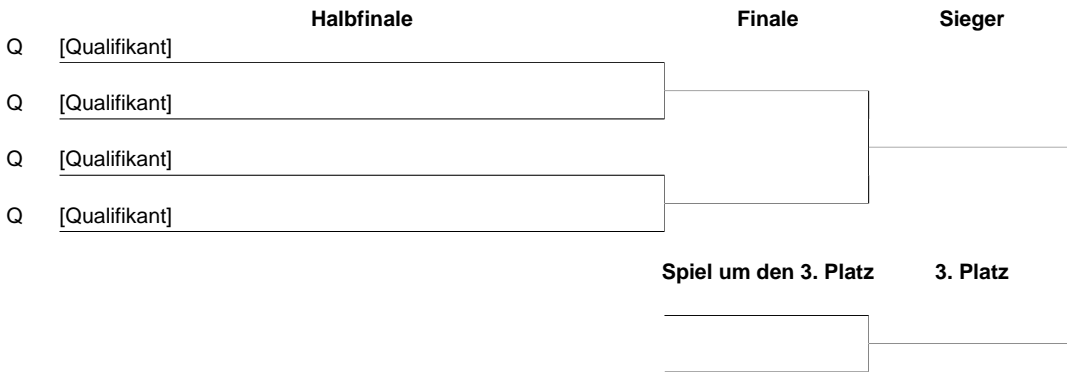 Halbfinale Finale Sieger
Q [Qualifikant]
Q [Qualifikant]
Q [Qualifikant]
Q [Qualifikant]
Spiel um den 3. Platz 3. Platz